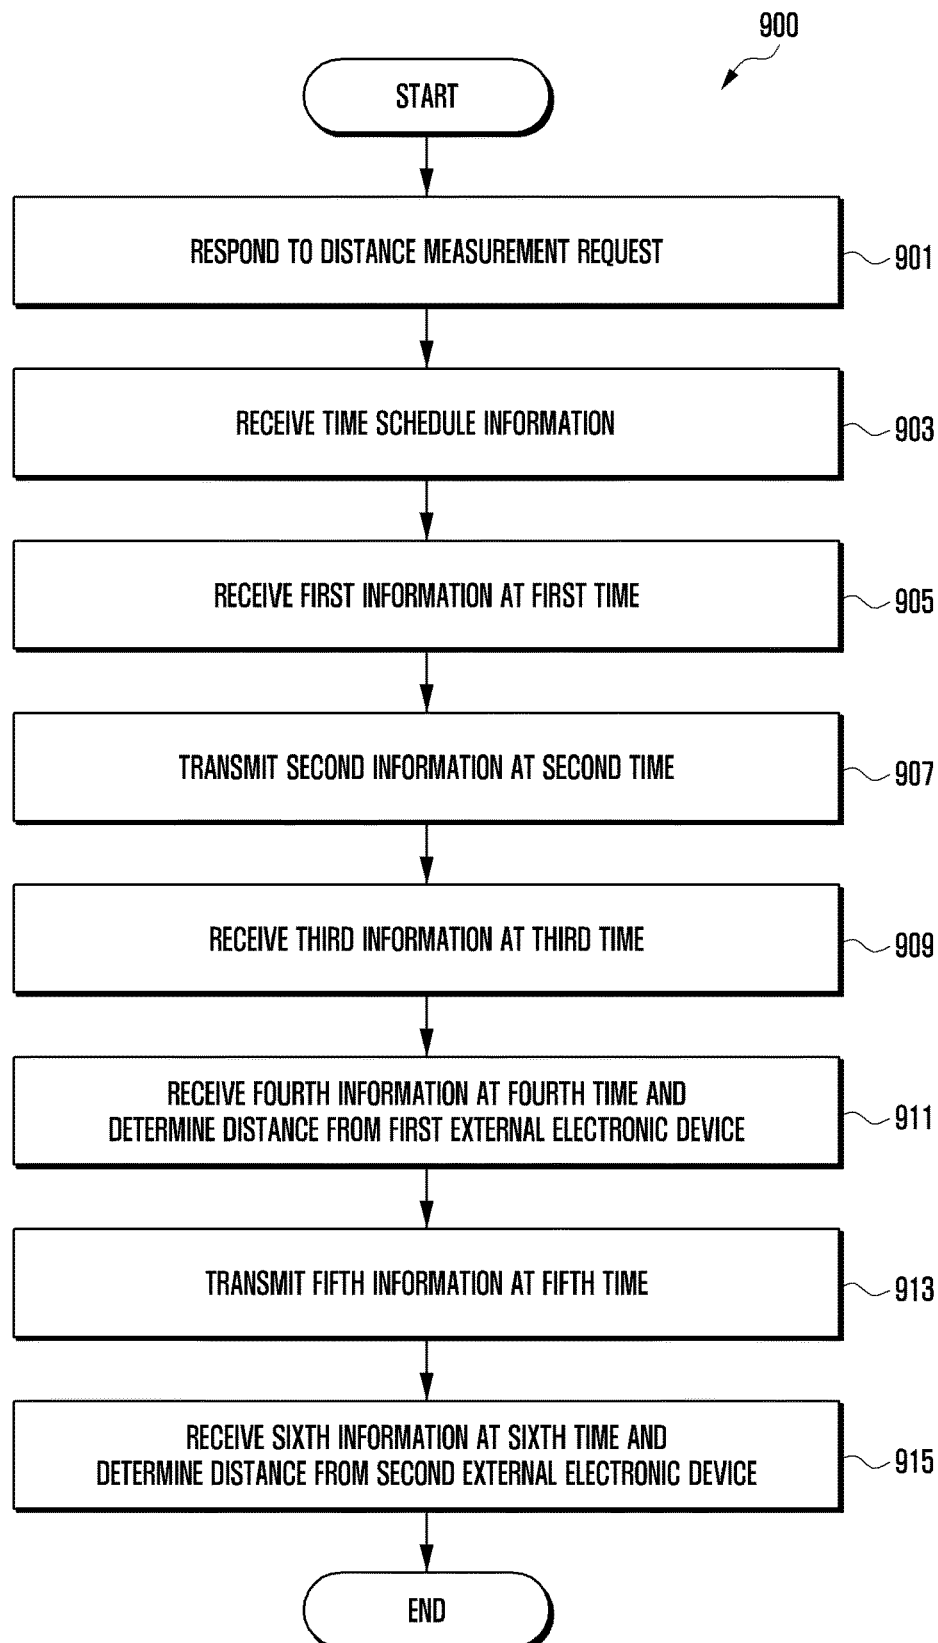 900
START
RESPOND TO DISTANCE MEASUREMENT REQUEST
901
RECEIVE TIME SCHEDULE INFORMATION
903
RECEIVE FIRST INFORMATION AT FIRST TIME
905
TRANSMIT SECOND INFORMATION AT SECOND TIME
907
RECEIVE THIRD INFORMATION AT THIRD TIME
909
RECEIVE FOURTH INFORMATION AT FOURTH TIME AND
DETERMINE DISTANCE FROM FIRST EXTERNAL ELECTRONIC DEVICE
911
TRANSMIT FIFTH INFORMATION AT FIFTH TIME
913
RECEIVE SIXTH INFORMATION AT SIXTH TIME AND
DETERMINE DISTANCE FROM SECOND EXTERNAL ELECTRONIC DEVICE
915
END